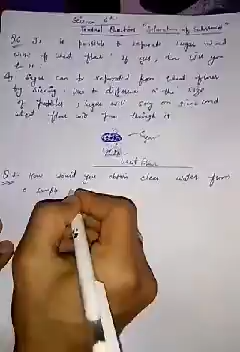 Science 6th
Textual Questions "Separation of Substances"
Q6 Is it possible to separate sugar mixed
with wheat flour? If yes, how will you
do it.
A Sugar can be separated from wheat flour
by sieving. Due to difference in the size
of particles, sugar will stay on sieve and
wheat flour will pass through it.
Sugar
Wheat flour
Q How would you obtain clear water from
a sample